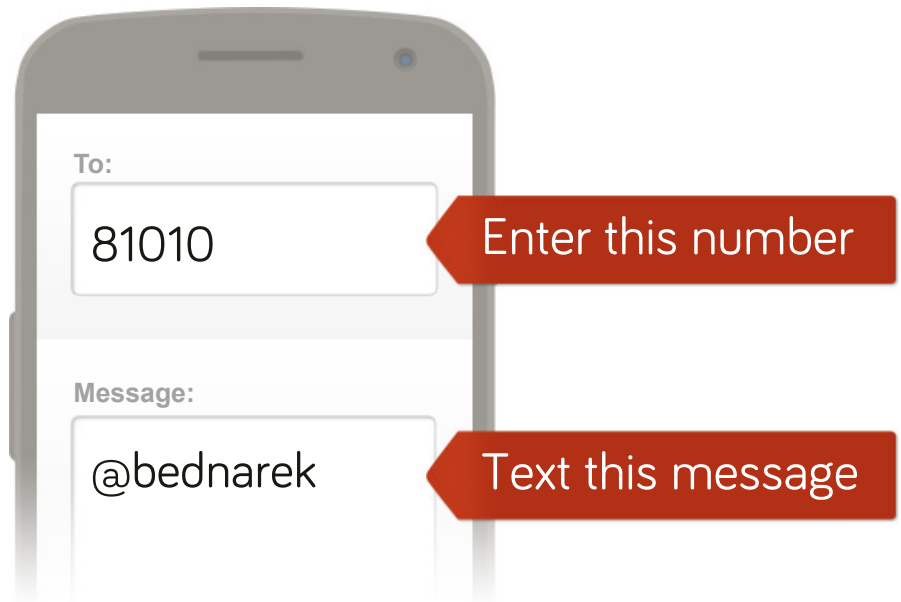 To:
81010
Enter this number
Message:
@bednarek
Text this message